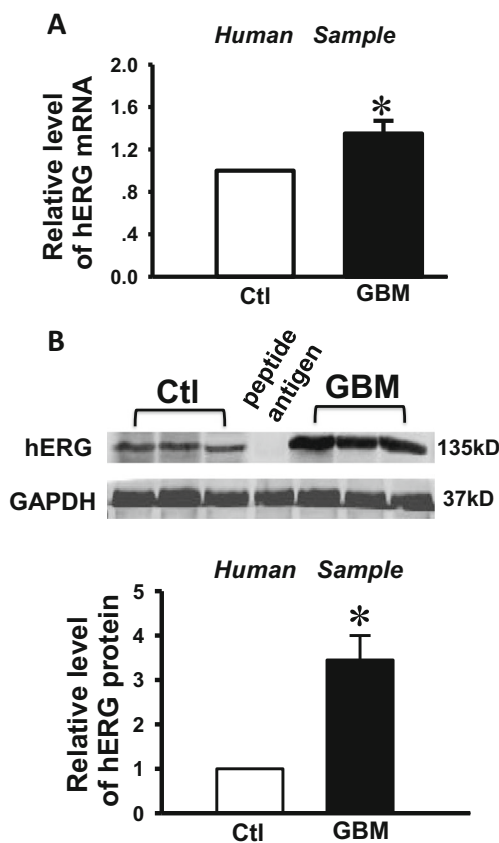 A
Human Sample
Relative level
of hERG mRNA
2.0
1.6
1.2
.8
.4
0.0
*
Ctl
GBM
B
Ctl
peptide
antigen
GBM
hERG
135kD
GAPDH
37kD
Human Sample
Relative level
of hERG protein
5
4
3
2
1
0
*
Ctl
GBM